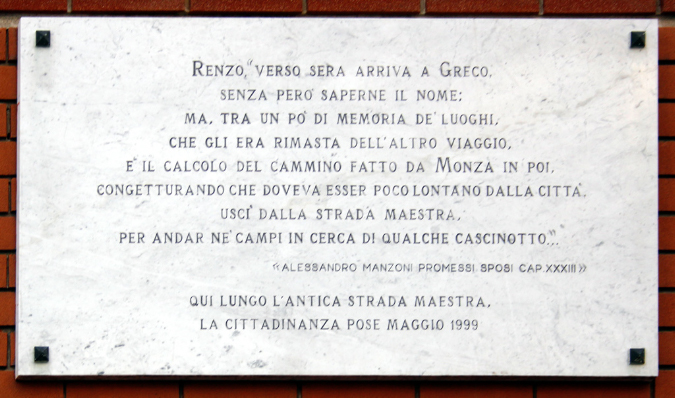 RENZO, "VERSO SERA ARRIVA A GRECO,
SENZA PERÒ SAPERNE IL NOME;
MA, TRA UN PO' DI MEMORIA DE' LUOGHI,
CHE GLI ERA RIMASTA DELL'ALTRO VIAGGIO,
E IL CALCOLO DEL CAMMINO FATTO DA MONZA IN POI,
CONGETTURANDO CHE DOVEVA ESSER POCO LONTANO DALLA CITTÀ,
USCÌ DALLA STRADA MAESTRA,
PER ANDAR NE' CAMPI IN CERCA DI QUALCHE CASCINOTTO..."
«ALESSANDRO MANZONI PROMESSI SPOSI CAP.XXXIII»
QUI LUNGO L'ANTICA STRADA MAESTRA,
LA CITTADINANZA POSE MAGGIO 1999